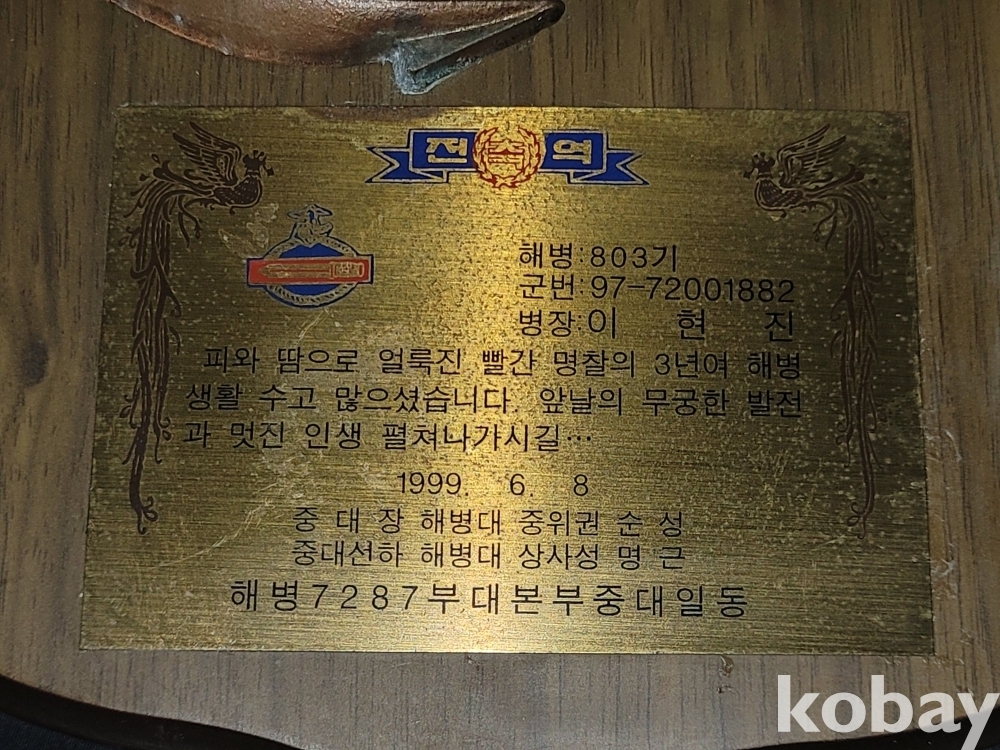 전 축 역
해병:803기
군번:97-72001882
병장:이 현 진
피와 땀으로 얼룩진 빨간 명찰의 3년여 해병
생활 수고 많으셨습니다. 앞날의 무궁한 발전
과 멋진 인생 펼쳐나가시길…
1999. 6. 8
중 대 장 해병대 중위권 순 성
중대선하 해병대 상사성 명 근
해병7287부대본부중대일동
kobay